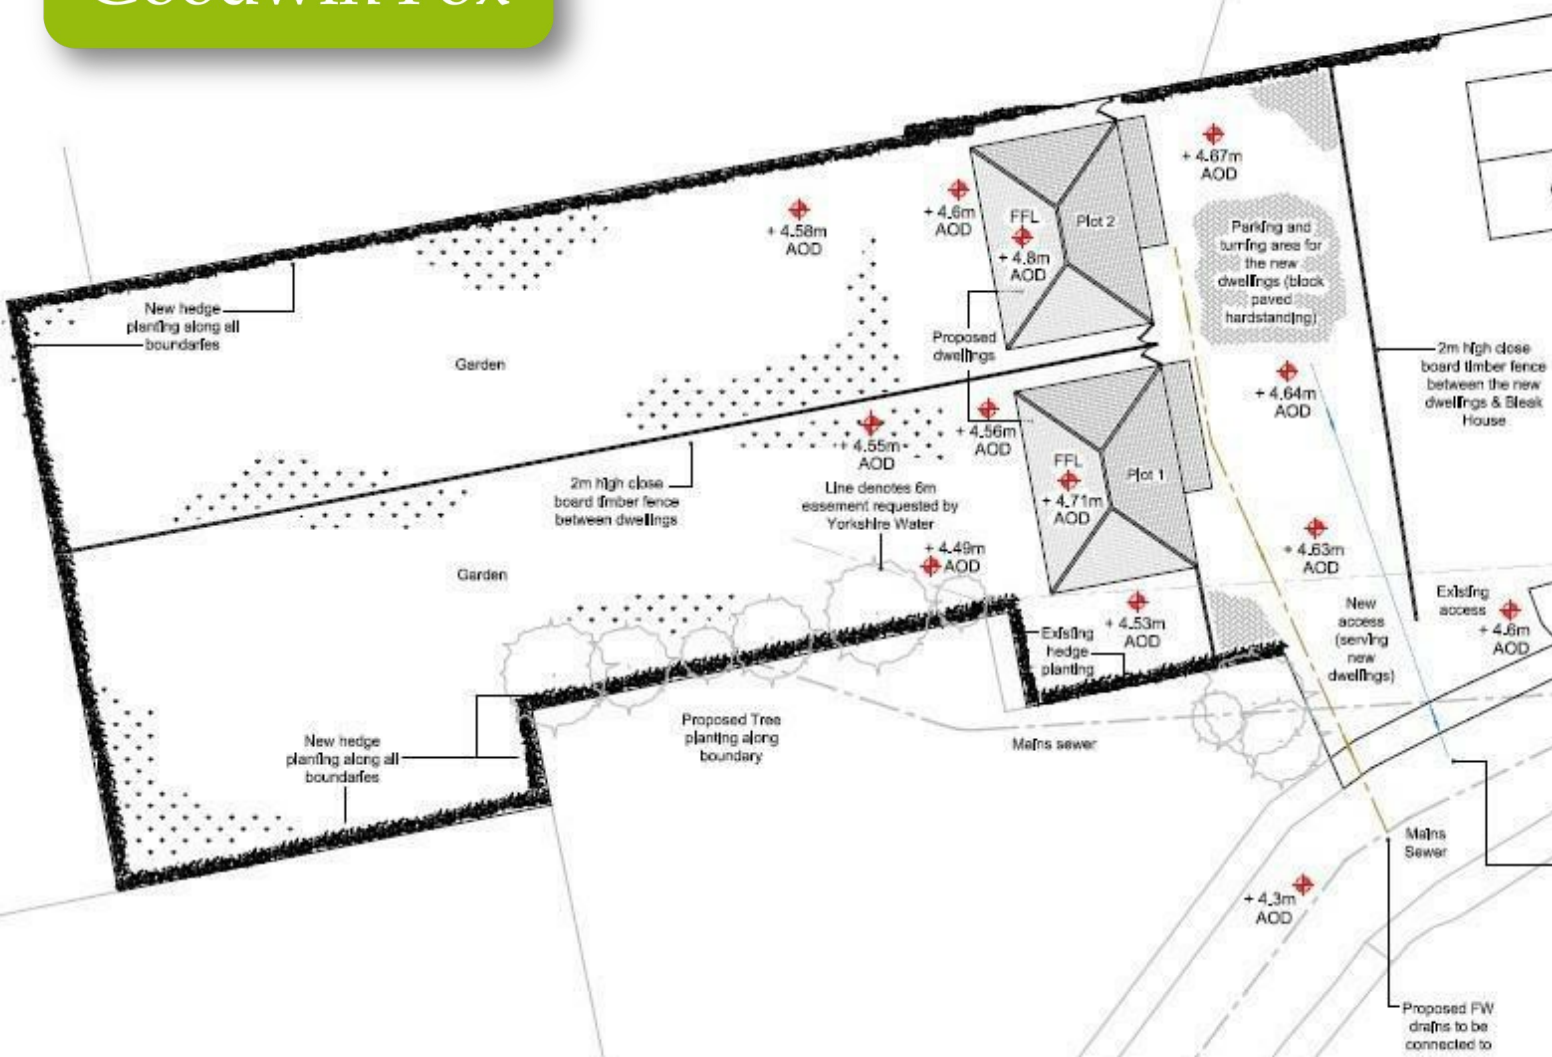 Goodwin Fox
+ 4.67m
AOD
+ 4.6m
AOD
+ 4.58m
AOD
FFL
+ 4.8m
AOD
Plot 2
Parking and
turning area for
the new
dwellings (block
paved
hardstanding)
New hedge
planting along all
boundaries
Garden
Proposed
dwellings
2m high close
board timber fence
between the new
dwellings & Bleak
House
+ 4.64m
AOD
+ 4.55m
AOD
+ 4.56m
AOD
FFL
+ 4.71m
AOD
Plot 1
2m high close
board timber fence
between dwellings
Line denotes 6m
easement requested by
Yorkshire Water
+ 4.49m
AOD
+ 4.63m
AOD
Garden
Existing
access
+ 4.6m
AOD
New
access
(serving
new
dwellings)
+ 4.53m
AOD
Existing
hedge
planting
Proposed Tree
planting along
boundary
Mains sewer
New hedge
planting along all
boundaries
Mains
Sewer
+ 4.3m
AOD
Proposed FW
drains to be
connected to